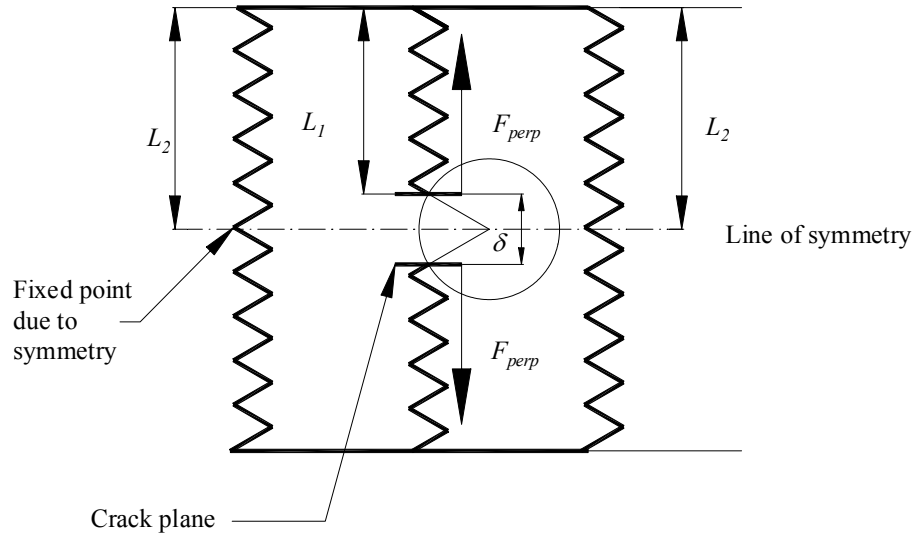 L2
L1
Fperp
L2
δ
Line of symmetry
Fixed point
due to
symmetry
Fperp
Crack plane